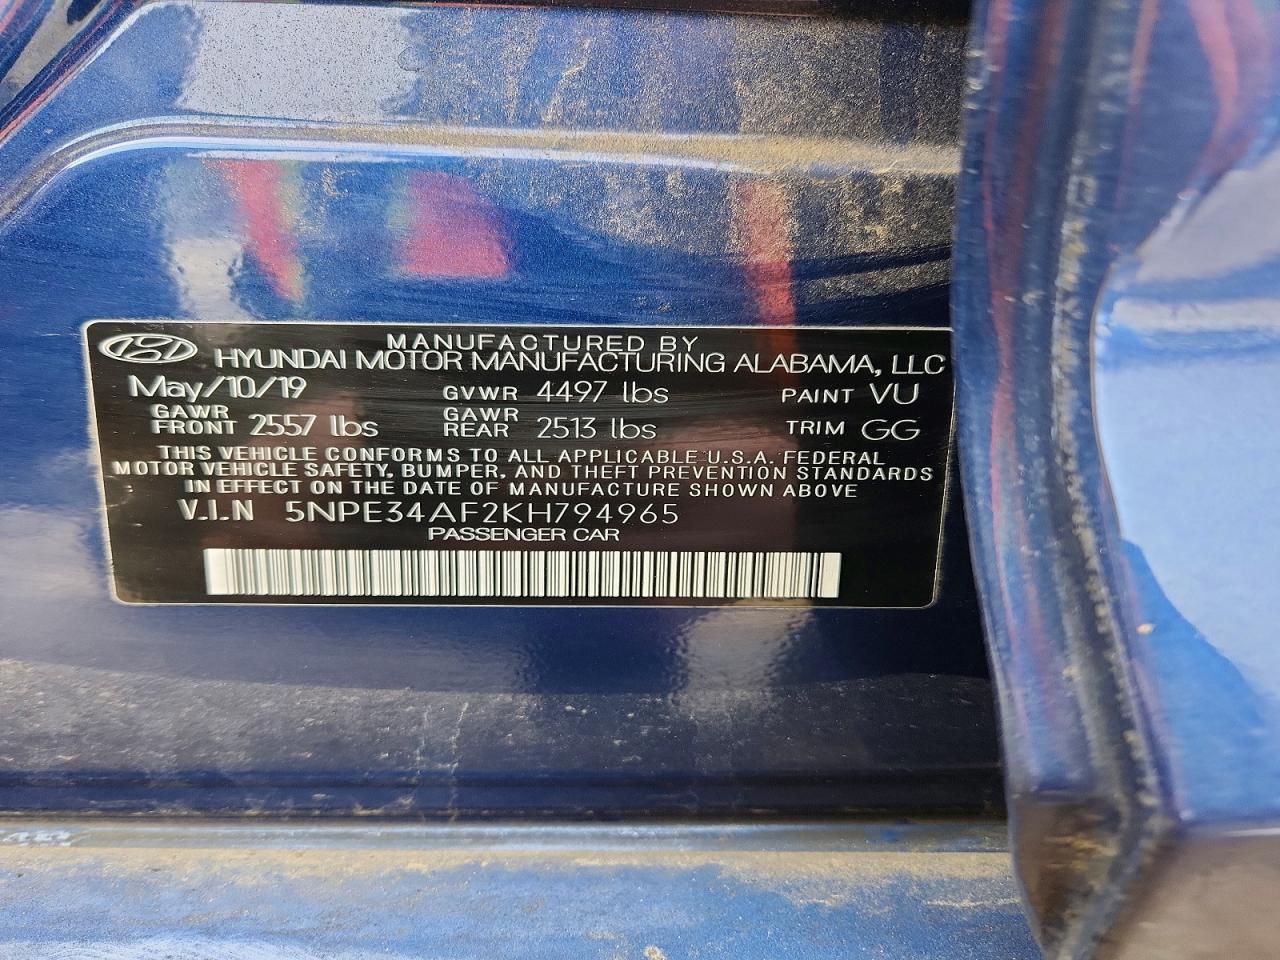 MANUFACTURED BY
HYUNDAI MOTOR MANUFACTURING ALABAMA, LLC
May/10/19 GVWR 4497 lbs PAINT VU
GAWR FRONT 2557 lbs GAWR REAR 2513 lbs TRIM GG
THIS VEHICLE CONFORMS TO ALL APPLICABLE U.S.A. FEDERAL
MOTOR VEHICLE SAFETY, BUMPER, AND THEFT PREVENTION STANDARDS
IN EFFECT ON THE DATE OF MANUFACTURE SHOWN ABOVE
V.I.N 5NPE34AF2KH794965
PASSENGER CAR